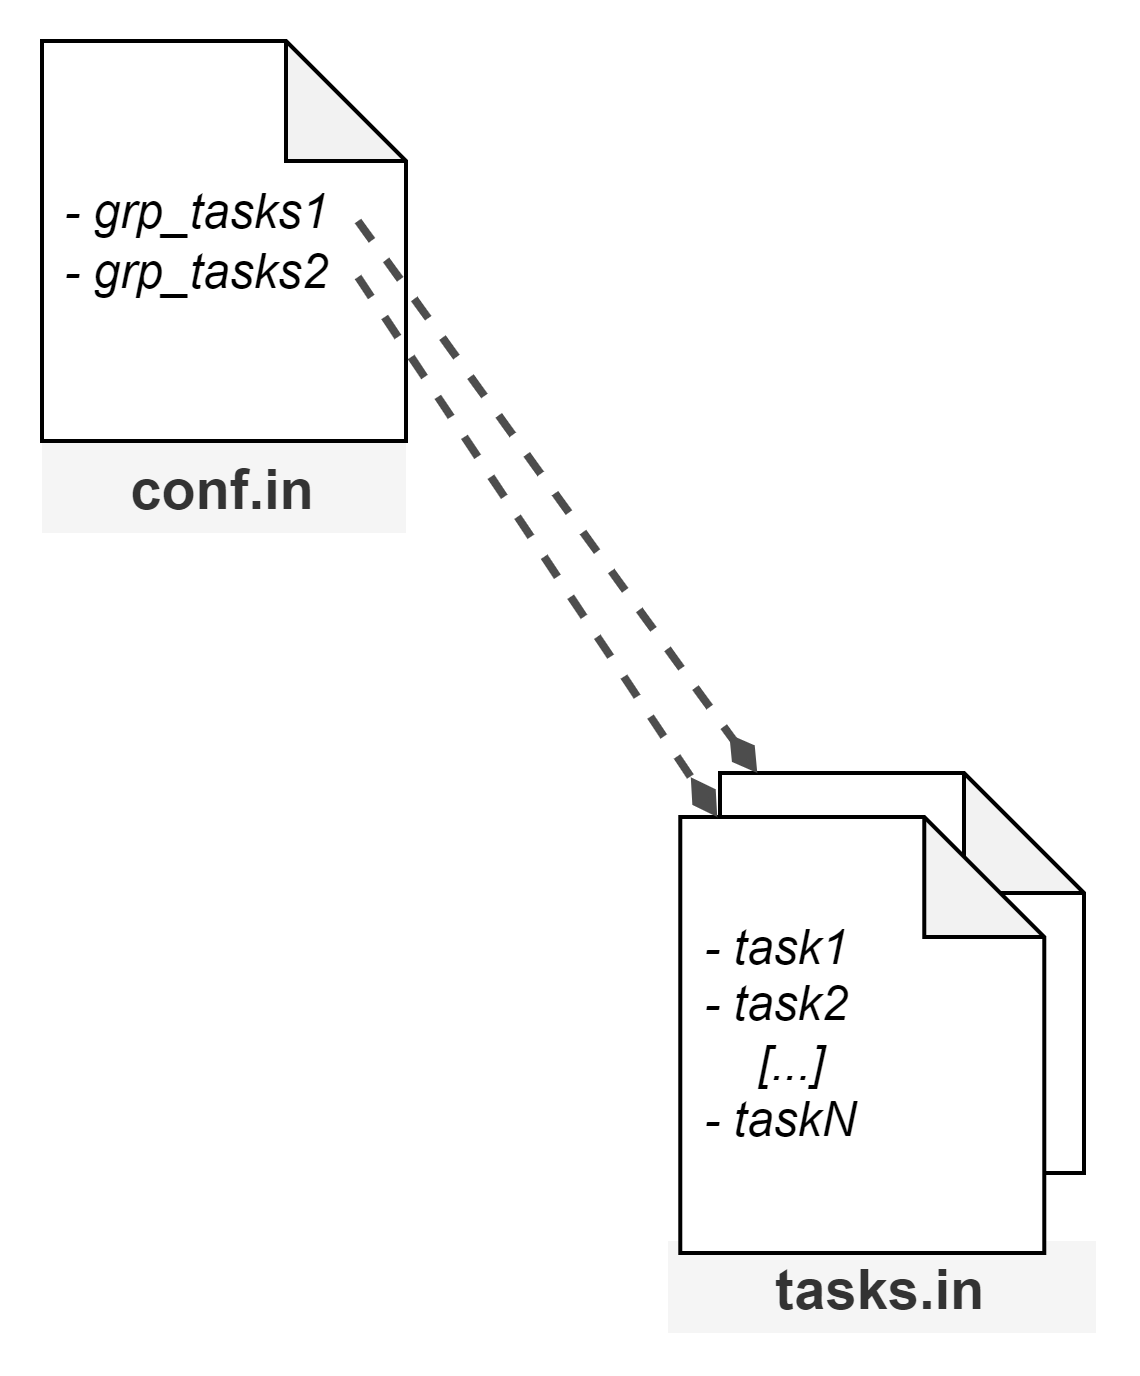 - grp_tasks1
- grp_tasks2
conf.in
- task1
- task2
[...]
- taskN
tasks.in